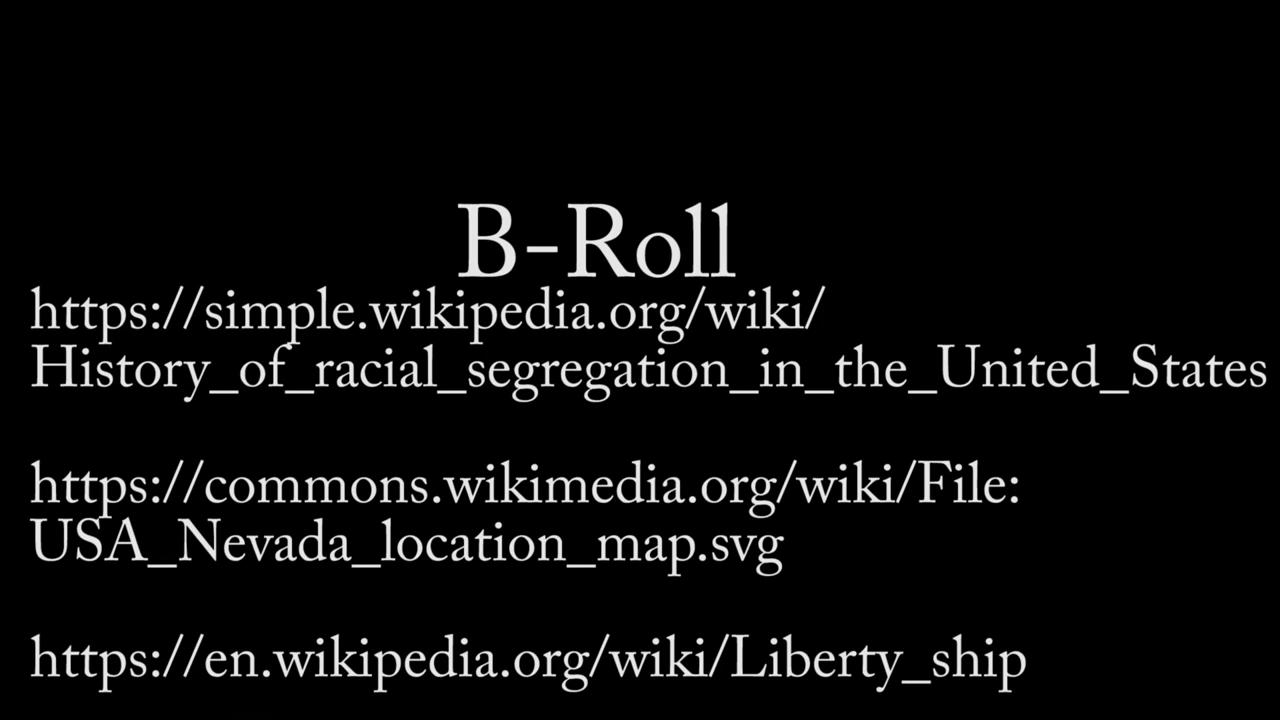 B-Roll
https://simple.wikipedia.org/wiki/
History_of_racial_segregation_in_the_United_States
https://commons.wikimedia.org/wiki/File:
USA_Nevada_location_map.svg
https://en.wikipedia.org/wiki/Liberty_ship